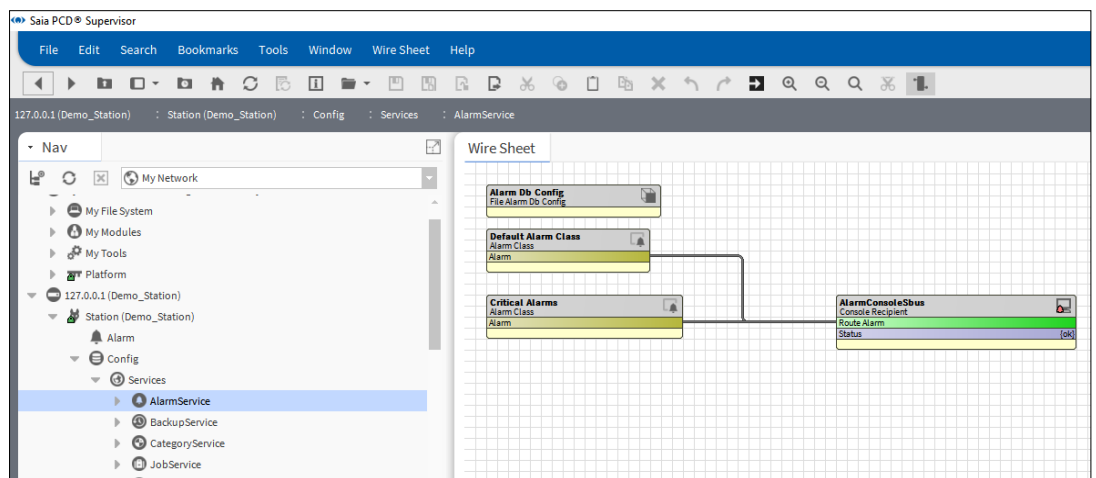 Saia PCD® Supervisor
File Edit Search Bookmarks Tools Window Wire Sheet Help
127.0.0.1 (Demo_Station) : Station (Demo_Station) : Config : Services : AlarmService
Nav
My Network
My File System
My Modules
My Tools
Platform
127.0.0.1 (Demo_Station)
Station (Demo_Station)
Alarm
Config
Services
AlarmService
BackupService
CategoryService
JobService
Wire Sheet
Alarm Db Config
File Alarm Db Config
Default Alarm Class
Alarm Class
Alarm
Critical Alarms
Alarm Class
Alarm
AlarmConsoleSbus
Console Recipient
Route Alarm
Status {ok}